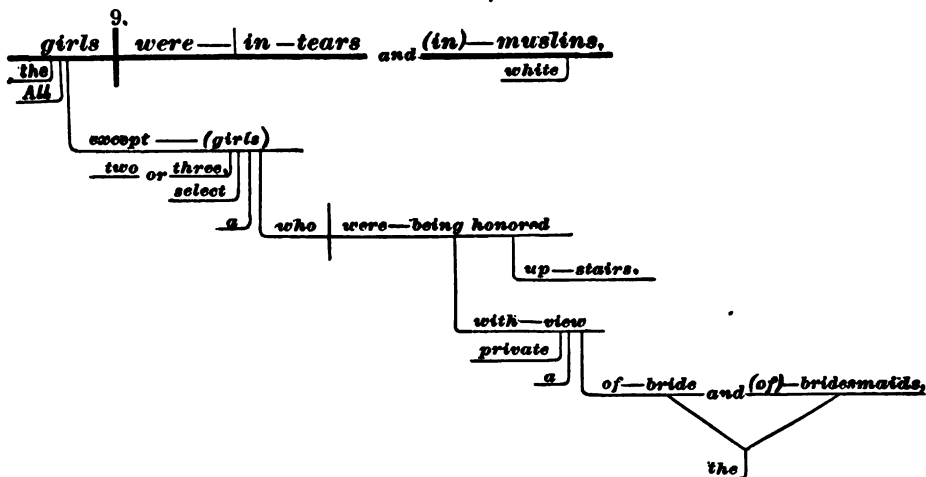 9.
girls were — in – tears and (in) — muslins,
the white
All
except — (girls)
two or three,
select
a who were — being honored
up — stairs.
with — view
private
a of — bride and (of) — bridesmaids,
the